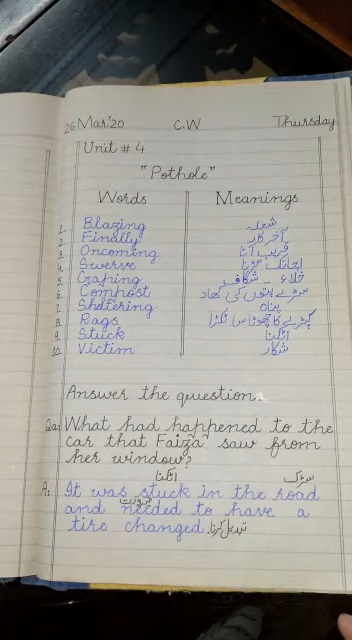 26 Mar'20 C.W Thursday
Unit # 4
"Pothole"
Words Meanings
1. Blazing شعلہ
2. Finally آخر کار
3. Oncoming قریب آنا
4. Swerve اچانک مڑنا
5. Gaping خلاء - شگاف
6. Compost سڑے پتوں کی کھاد
7. Sheltering پناہ
8. Rags کپڑے کا چھوٹا سا ٹکڑا
9. Stuck اٹکنا
10. Victim شکار
Answer the question.
Qa: What had happened to the
car that Faiza saw from
her window?
اٹکنا سڑک
A: It was stuck in the road
ضرورت
and needed to have a
tire changed تبدیل کرنا